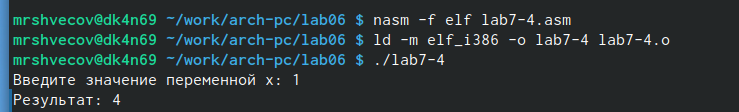 mrshvecov@dk4n69 ~/work/arch-pc/lab06 $ nasm -f elf lab7-4.asm
mrshvecov@dk4n69 ~/work/arch-pc/lab06 $ ld -m elf_i386 -o lab7-4 lab7-4.o
mrshvecov@dk4n69 ~/work/arch-pc/lab06 $ ./lab7-4
Введите значение переменной x: 1
Результат: 4